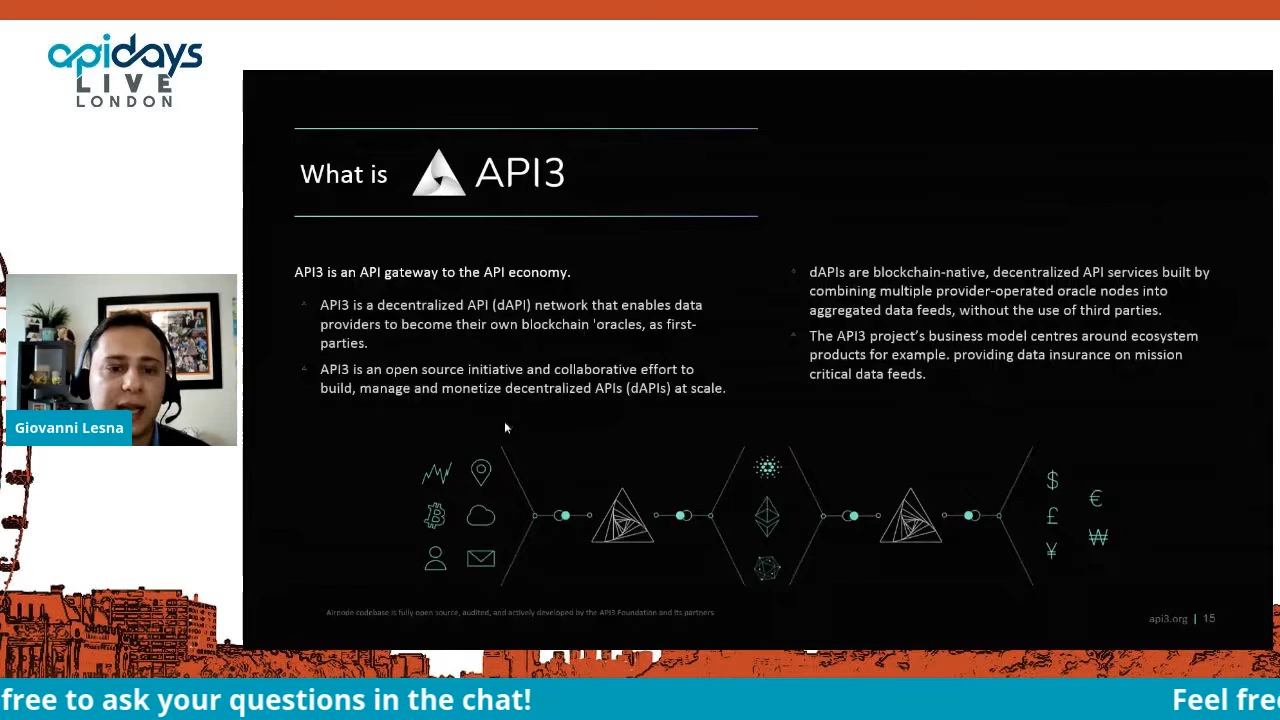 apidays
LIVE
LONDON
What is API3
API3 is an API gateway to the API economy.
API3 is a decentralized API (dAPI) network that enables data
providers to become their own blockchain 'oracles, as first-
parties.
API3 is an open source initiative and collaborative effort to
build, manage and monetize decentralized APIs (dAPIs) at scale.
dAPIs are blockchain-native, decentralized API services built by
combining multiple provider-operated oracle nodes into
aggregated data feeds, without the use of third parties.
The API3 project's business model centres around ecosystem
products for example. providing data insurance on mission
critical data feeds.
Giovanni Lesna
$
€
£
₩
¥
Airnode codebase is fully open source, audited, and actively developed by the API3 Foundation and its partners
api3.org | 15
free to ask your questions in the chat!
Feel free